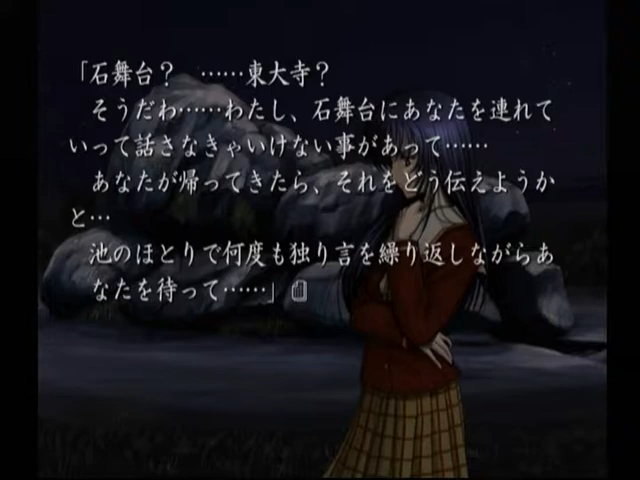 「石舞台？　……東大寺？
　そうだわ……わたし、石舞台にあなたを連れて
いって話さなきゃいけない事があって……
　あなたが帰ってきたら、それをどう伝えようか
と…
　池のほとりで何度も独り言を繰り返しながらあ
　なたを待って……」